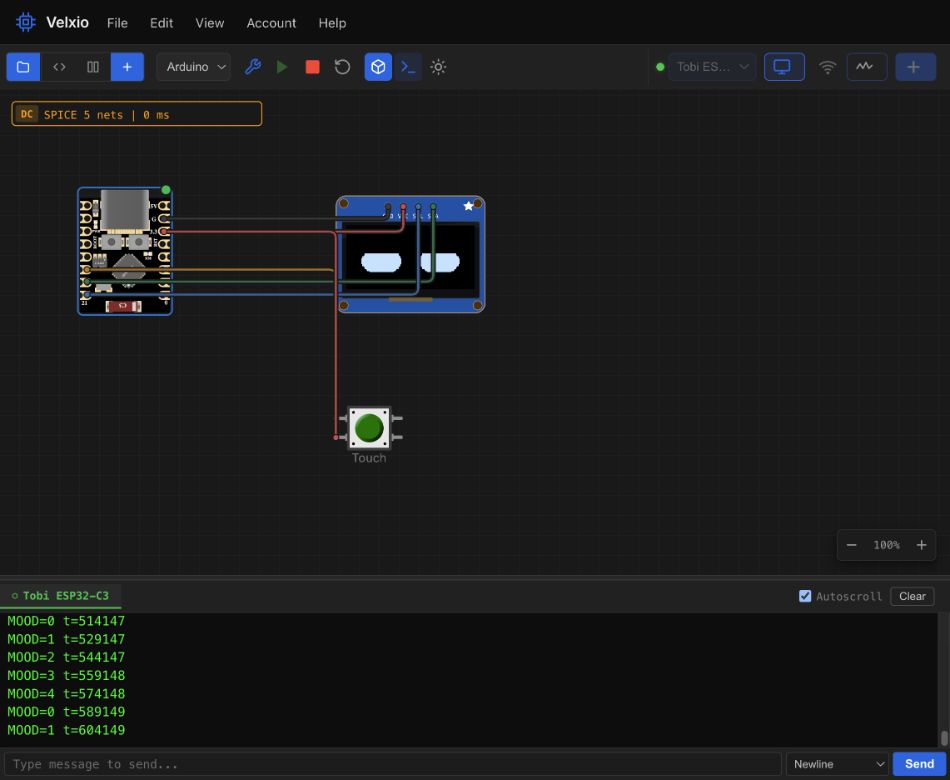 Velxio File Edit View Account Help
Arduino Tobi ES...
DC SPICE 5 nets | 0 ms
Touch
100%
Tobi ESP32-C3 Autoscroll Clear
MOOD=0 t=514147
MOOD=1 t=529147
MOOD=2 t=544147
MOOD=3 t=559148
MOOD=4 t=574148
MOOD=0 t=589149
MOOD=1 t=604149
Type message to send... Newline Send